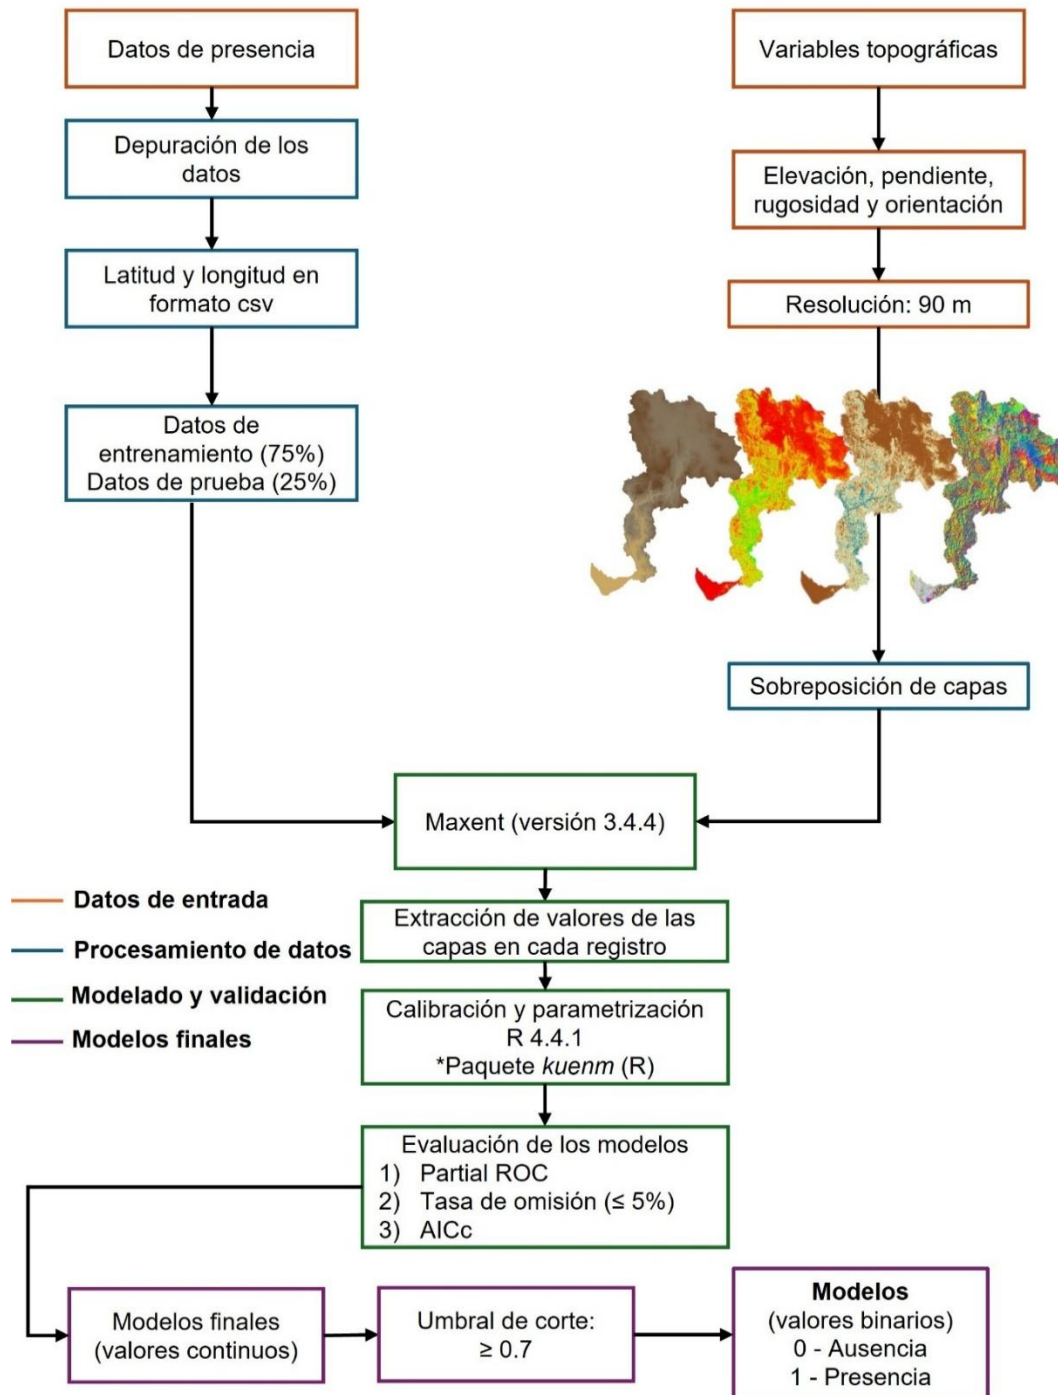 Datos de presencia
Depuración de los
datos
Latitud y longitud en
formato csv
Datos de
entrenamiento (75%)
Datos de prueba (25%)
Variables topográficas
Elevación, pendiente,
rugosidad y orientación
Resolución: 90 m
Sobreposición de capas
Maxent (versión 3.4.4)
Extracción de valores de las
capas en cada registro
Calibración y parametrización
R 4.4.1
*Paquete kuenm (R)
Evaluación de los modelos
1) Partial ROC
2) Tasa de omisión (≤ 5%)
3) AICc
Datos de entrada
Procesamiento de datos
Modelado y validación
Modelos finales
Modelos finales
(valores continuos)
Umbral de corte:
≥ 0.7
Modelos
(valores binarios)
0 - Ausencia
1 - Presencia